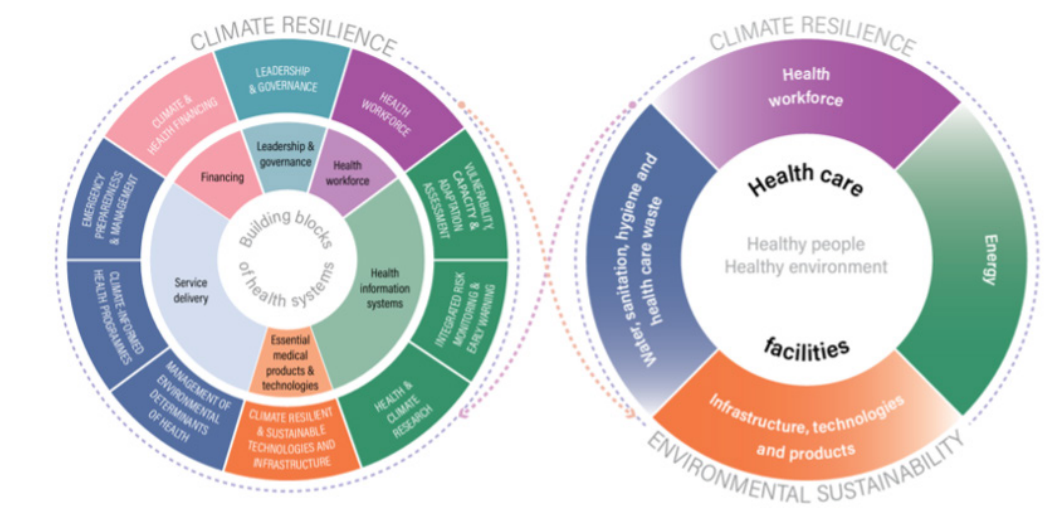 CLIMATE RESILIENCE
LEADERSHIP
& GOVERNANCE
HEALTH
WORKFORCE
VULNERABILITY,
CAPACITY &
ADAPTATION
ASSESSMENT
INTEGRATED RISK
MONITORING &
EARLY WARNING
HEALTH &
CLIMATE
RESEARCH
CLIMATE RESILIENT
& SUSTAINABLE
TECHNOLOGIES AND
INFRASTRUCTURE
MANAGEMENT OF
ENVIRONMENTAL
DETERMINANTS
OF HEALTH
CLIMATE-INFORMED
HEALTH PROGRAMMES
EMERGENCY
PREPAREDNESS
& MANAGEMENT
CLIMATE &
HEALTH FINANCING
Leadership &
governance
Health
workforce
Health
information
systems
Essential
medical
products &
technologies
Service
delivery
Financing
Building blocks
of health systems
CLIMATE RESILIENCE
Health
workforce
Energy
Infrastructure, technologies
and products
Water, sanitation, hygiene and
health care waste
Health care
Healthy people
Healthy environment
facilities
ENVIRONMENTAL SUSTAINABILITY